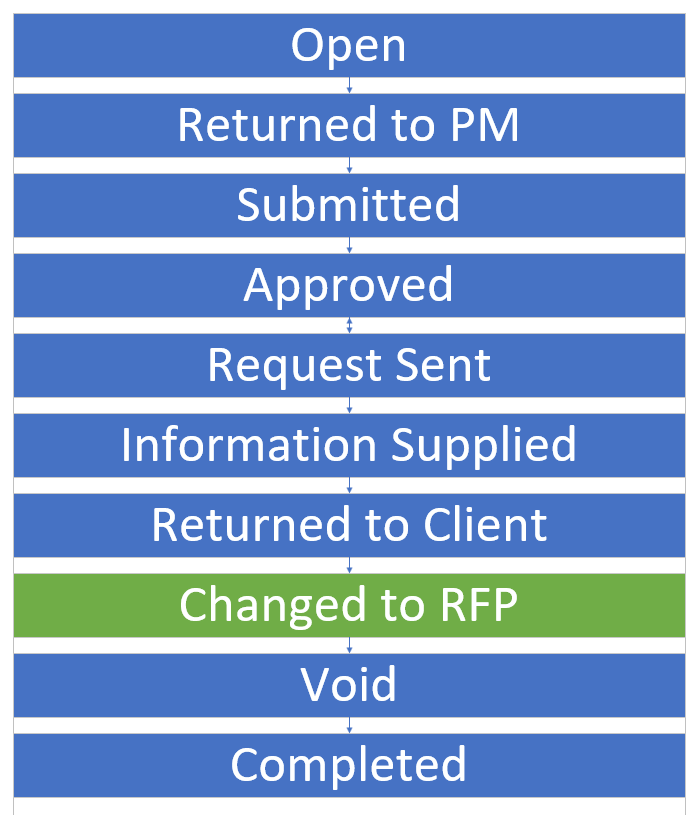 Open
Returned to PM
Submitted
Approved
Request Sent
Information Supplied
Returned to Client
Changed to RFP
Void
Completed